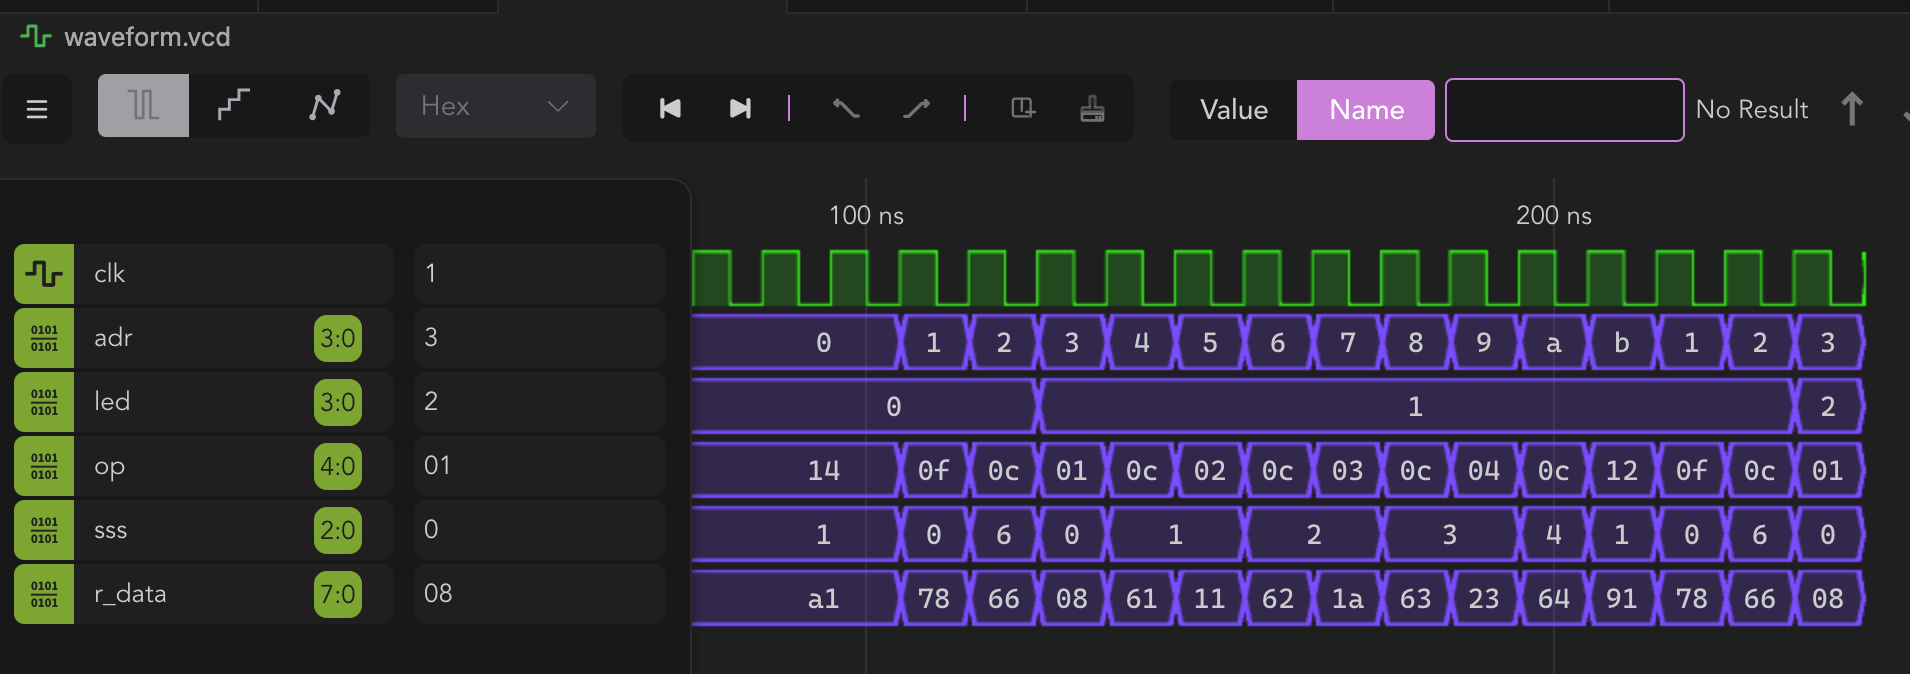 waveform.vcd
Hex Value Name No Result
100 ns 200 ns
0101 0101
clk 1
adr 3:0 3 0 1 2 3 4 5 6 7 8 9 a b 1 2 3
0101 0101
led 3:0 2 0 1 2
0101 0101
op 4:0 01 14 0f 0c 01 0c 02 0c 03 0c 04 0c 12 0f 0c 01
0101 0101
sss 2:0 0 1 0 6 0 1 2 3 4 1 0 6 0
0101 0101
r_data 7:0 08 a1 78 66 08 61 11 62 1a 63 23 64 91 78 66 08